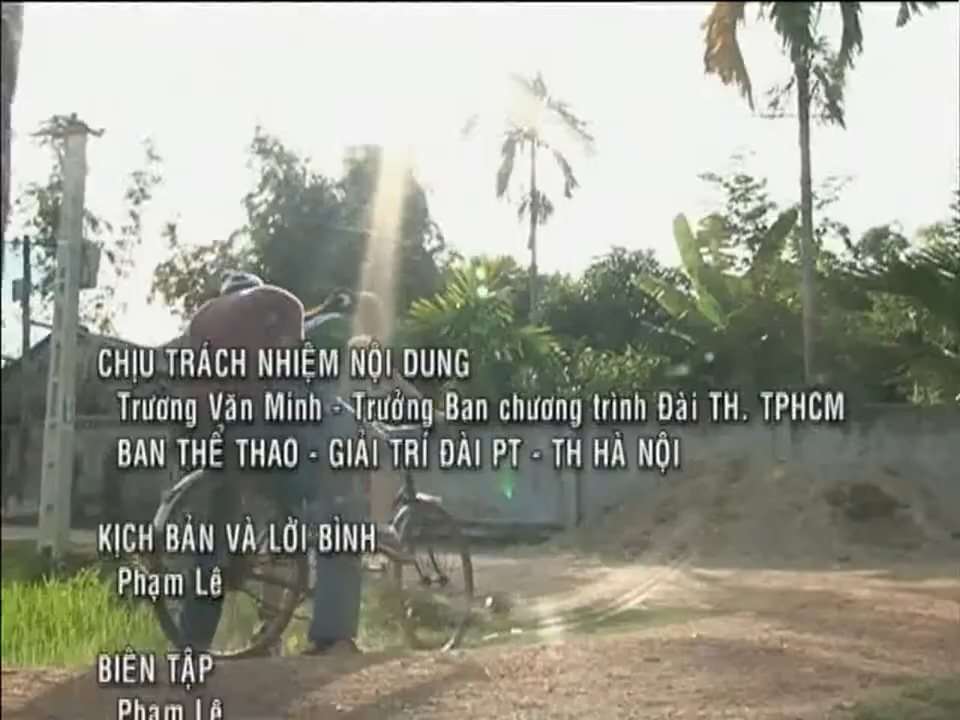 CHỊU TRÁCH NHIỆM NỘI DUNG
Trương Văn Minh - Trưởng Ban chương trình Đài TH. TPHCM
BAN THỂ THAO - GIẢI TRÍ ĐÀI PT - TH HÀ NỘI
KỊCH BẢN VÀ LỜI BÌNH
Phạm Lê
BIÊN TẬP
Phạm Lê